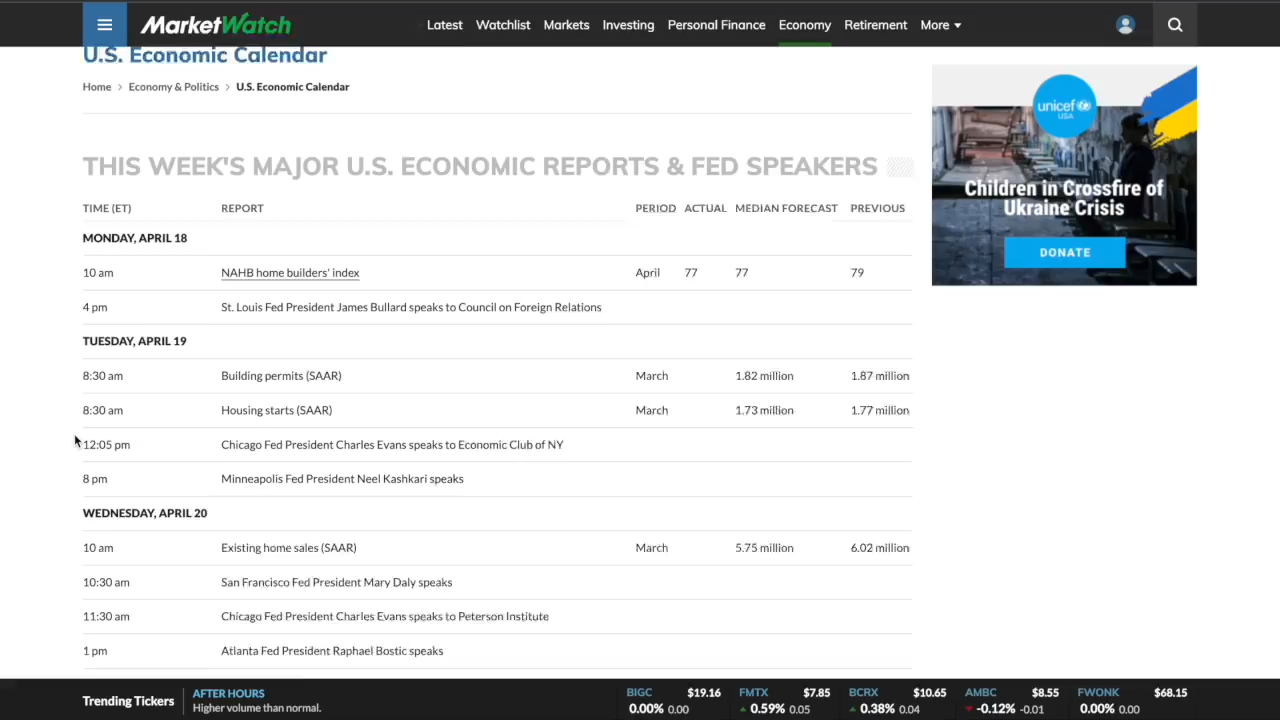 MarketWatch
Latest Watchlist Markets Investing Personal Finance Economy Retirement More
U.S. Economic Calendar
Home > Economy & Politics > U.S. Economic Calendar
unicef
USA
Children in Crossfire of
Ukraine Crisis
DONATE
THIS WEEK'S MAJOR U.S. ECONOMIC REPORTS & FED SPEAKERS
TIME (ET) REPORT PERIOD ACTUAL MEDIAN FORECAST PREVIOUS
MONDAY, APRIL 18
10 am NAHB home builders' index April 77 77 79
4 pm St. Louis Fed President James Bullard speaks to Council on Foreign Relations
TUESDAY, APRIL 19
8:30 am Building permits (SAAR) March 1.82 million 1.87 million
8:30 am Housing starts (SAAR) March 1.73 million 1.77 million
12:05 pm Chicago Fed President Charles Evans speaks to Economic Club of NY
8 pm Minneapolis Fed President Neel Kashkari speaks
WEDNESDAY, APRIL 20
10 am Existing home sales (SAAR) March 5.75 million 6.02 million
10:30 am San Francisco Fed President Mary Daly speaks
11:30 am Chicago Fed President Charles Evans speaks to Peterson Institute
1 pm Atlanta Fed President Raphael Bostic speaks
Trending Tickers
AFTER HOURS
Higher volume than normal.
BIGC $19.16
0.00% 0.00
FMTX $7.85
0.59% 0.05
BCRX $10.65
0.38% 0.04
AMBC $8.55
-0.12% -0.01
FWONK $68.15
0.00% 0.00